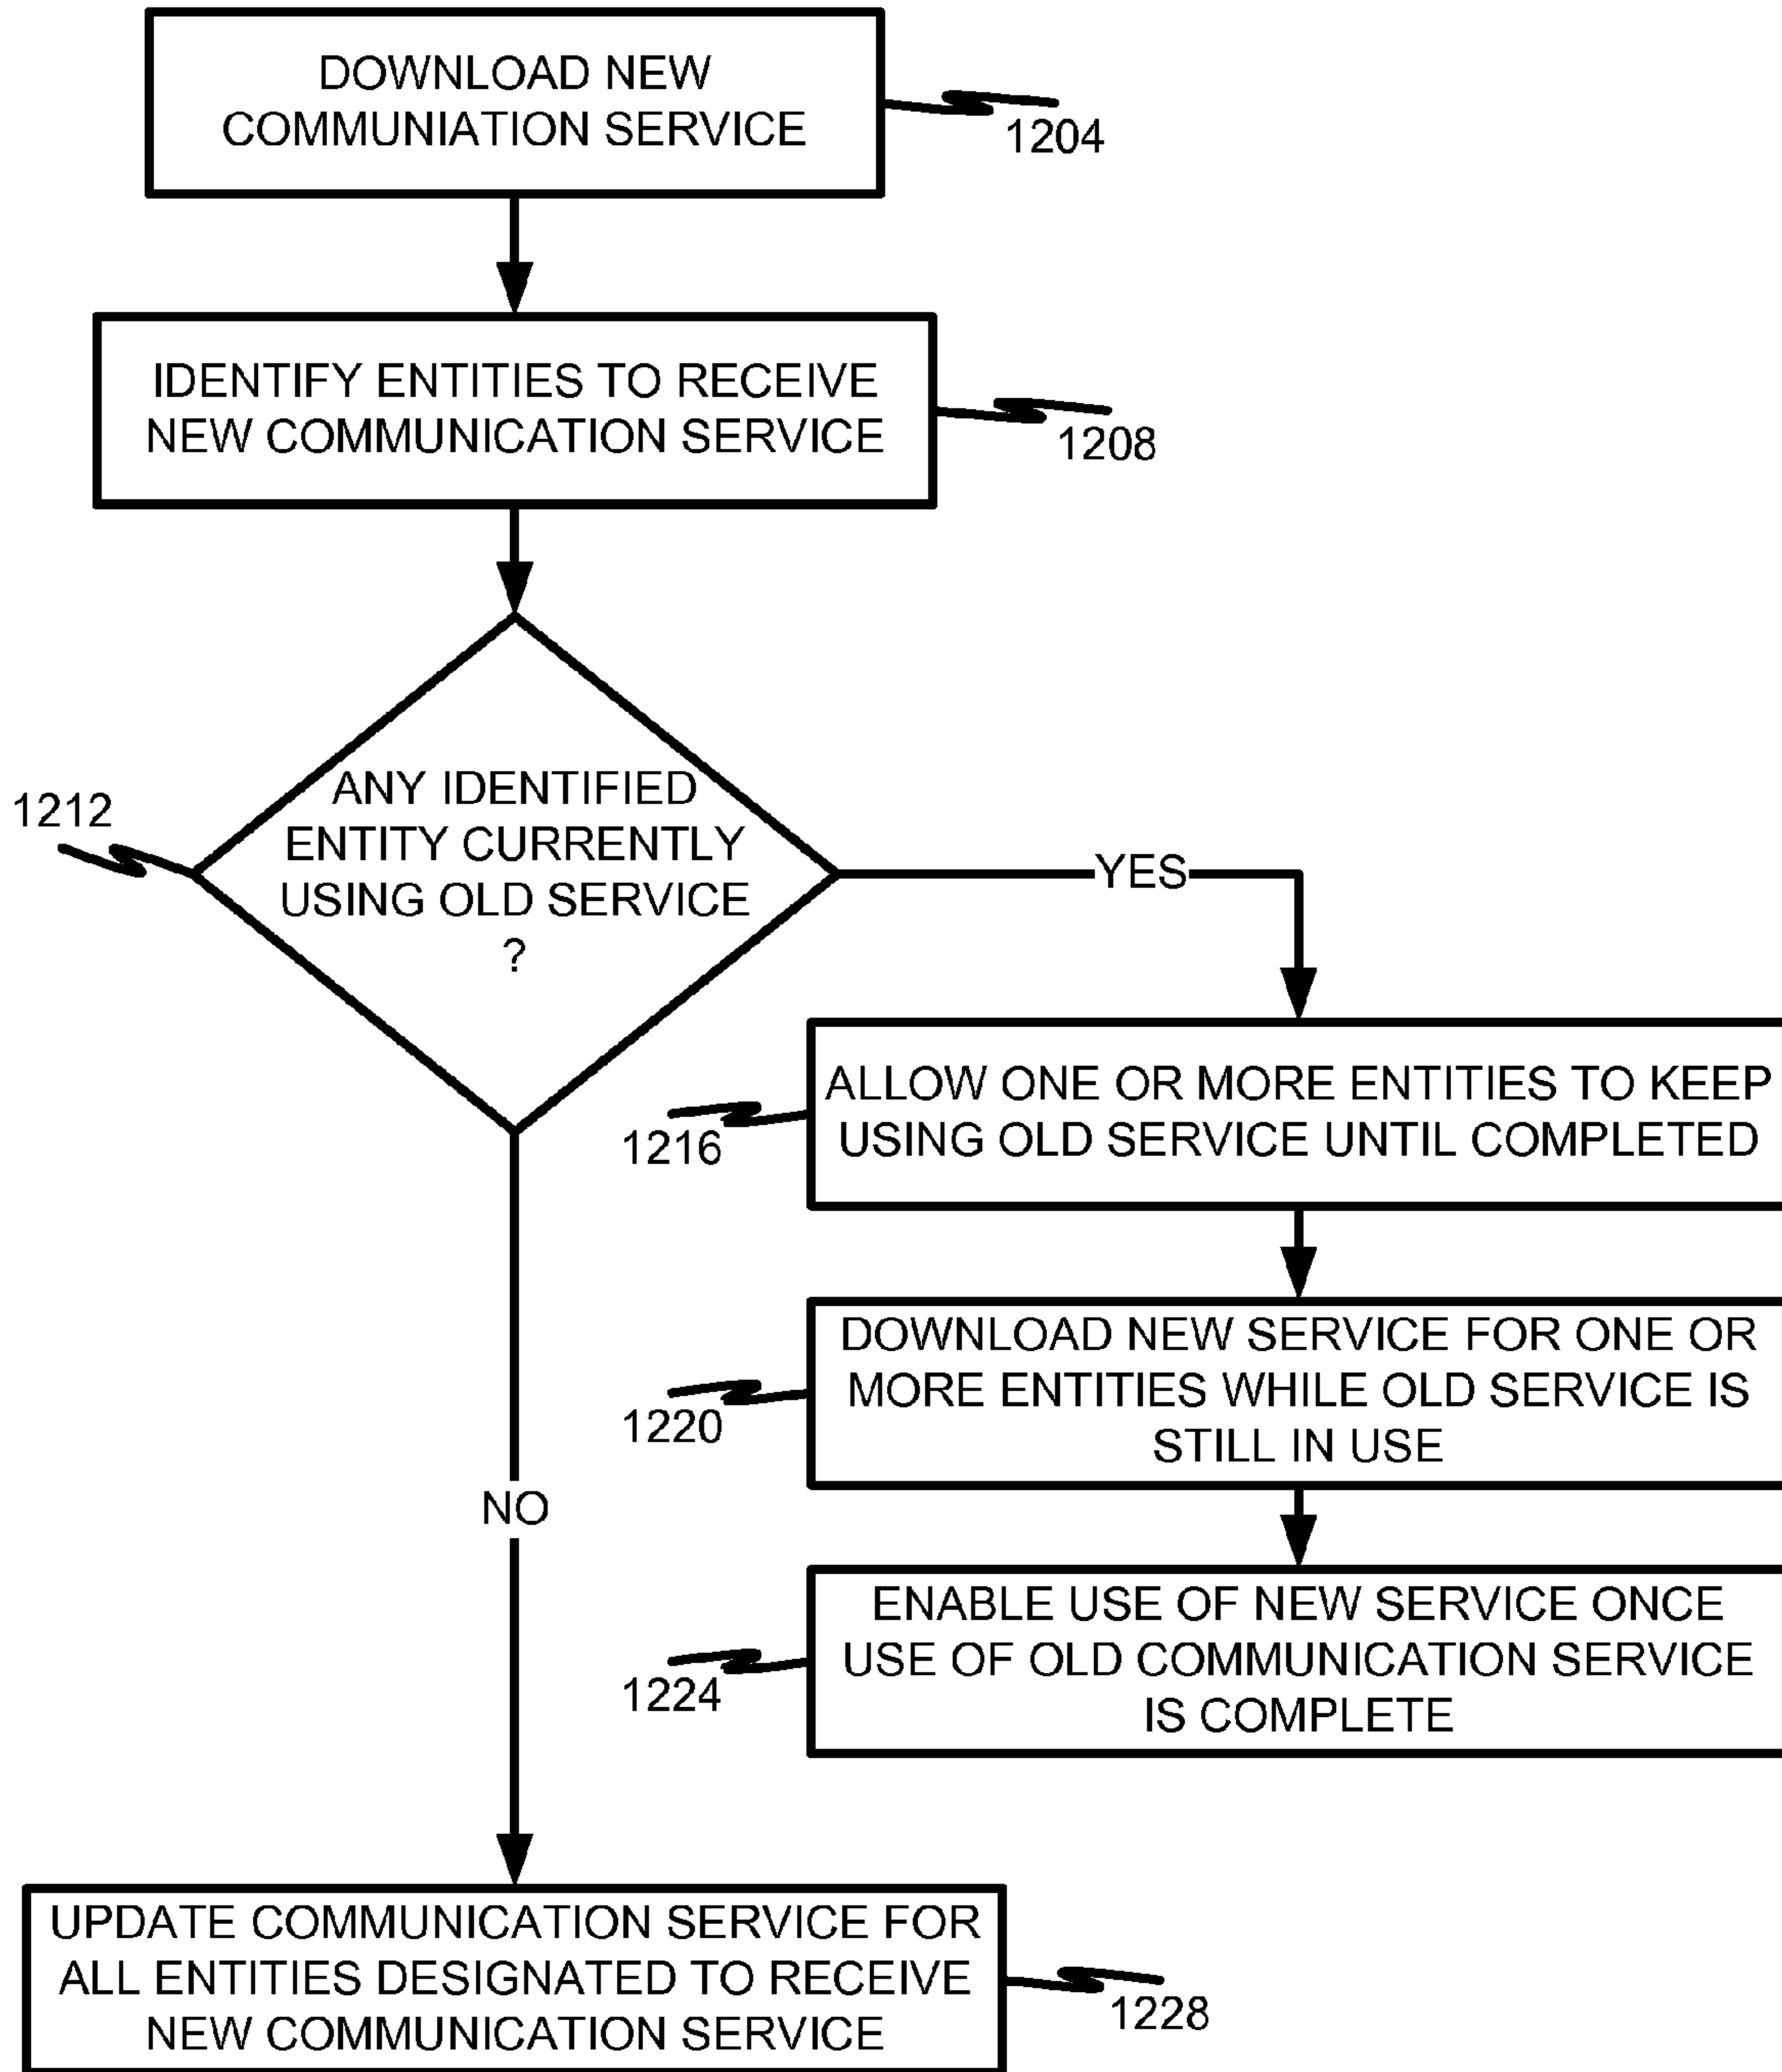 DOWNLOAD NEW
COMMUNIATION SERVICE
1204
IDENTIFY ENTITIES TO RECEIVE
NEW COMMUNICATION SERVICE
1208
1212
ANY IDENTIFIED
ENTITY CURRENTLY
USING OLD SERVICE
?
YES
ALLOW ONE OR MORE ENTITIES TO KEEP
USING OLD SERVICE UNTIL COMPLETED
1216
DOWNLOAD NEW SERVICE FOR ONE OR
MORE ENTITIES WHILE OLD SERVICE IS
STILL IN USE
1220
NO
ENABLE USE OF NEW SERVICE ONCE
USE OF OLD COMMUNICATION SERVICE
IS COMPLETE
1224
UPDATE COMMUNICATION SERVICE FOR
ALL ENTITIES DESIGNATED TO RECEIVE
NEW COMMUNICATION SERVICE
1228